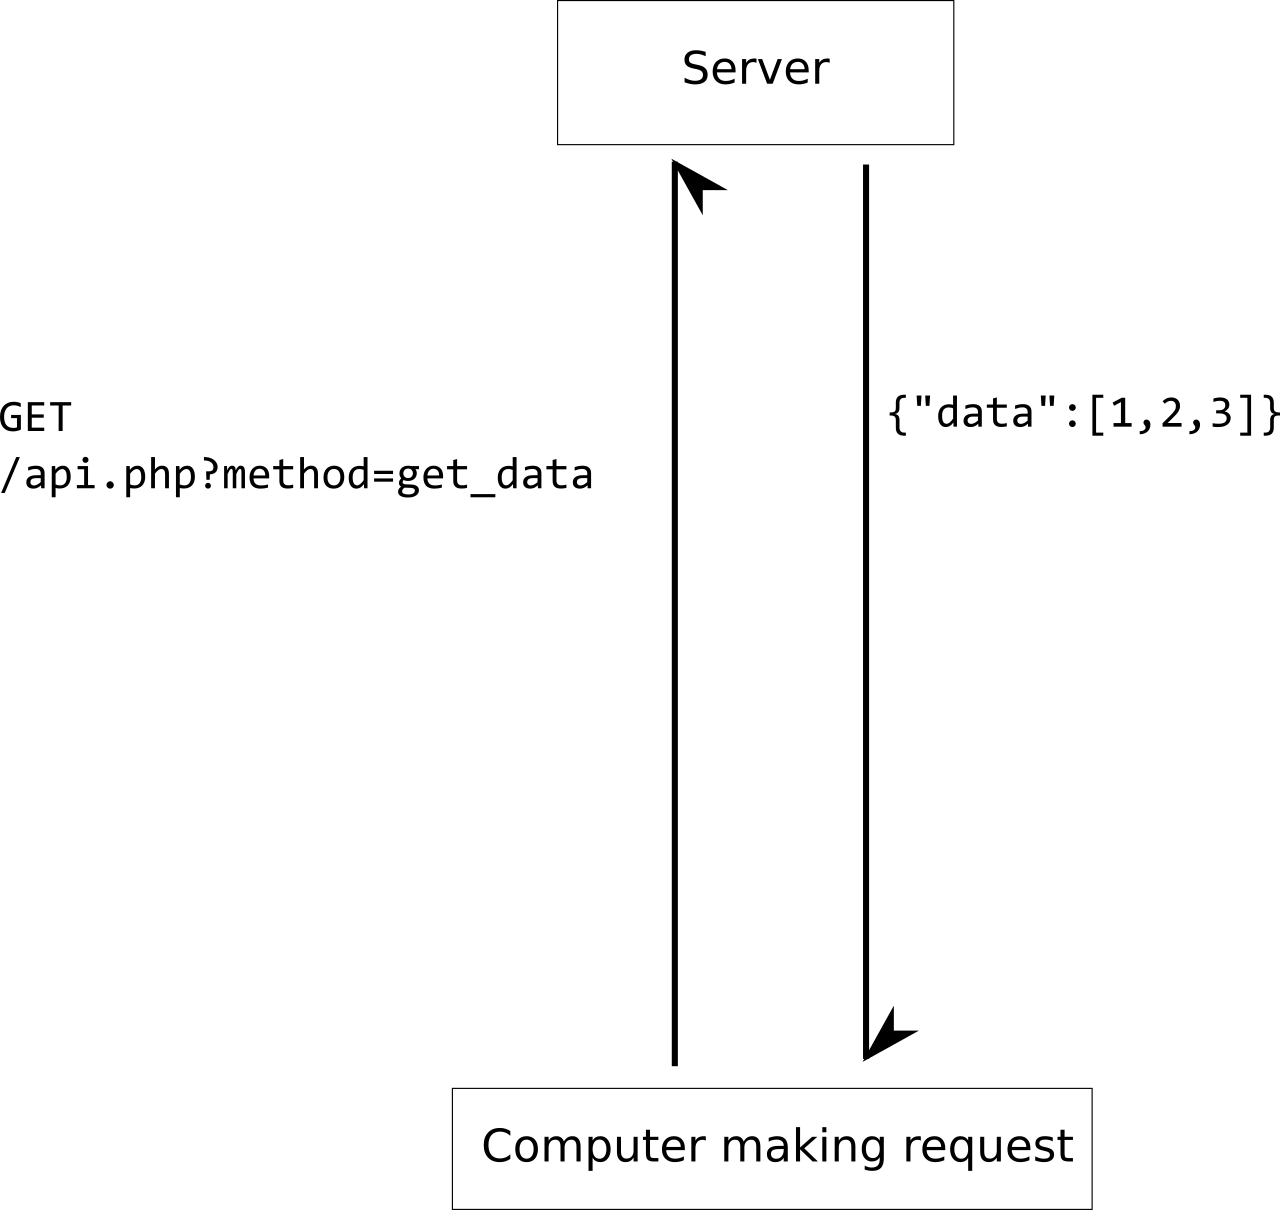 Server
GET
/api.php?method=get_data
{"data":[1,2,3]}
Computer making request